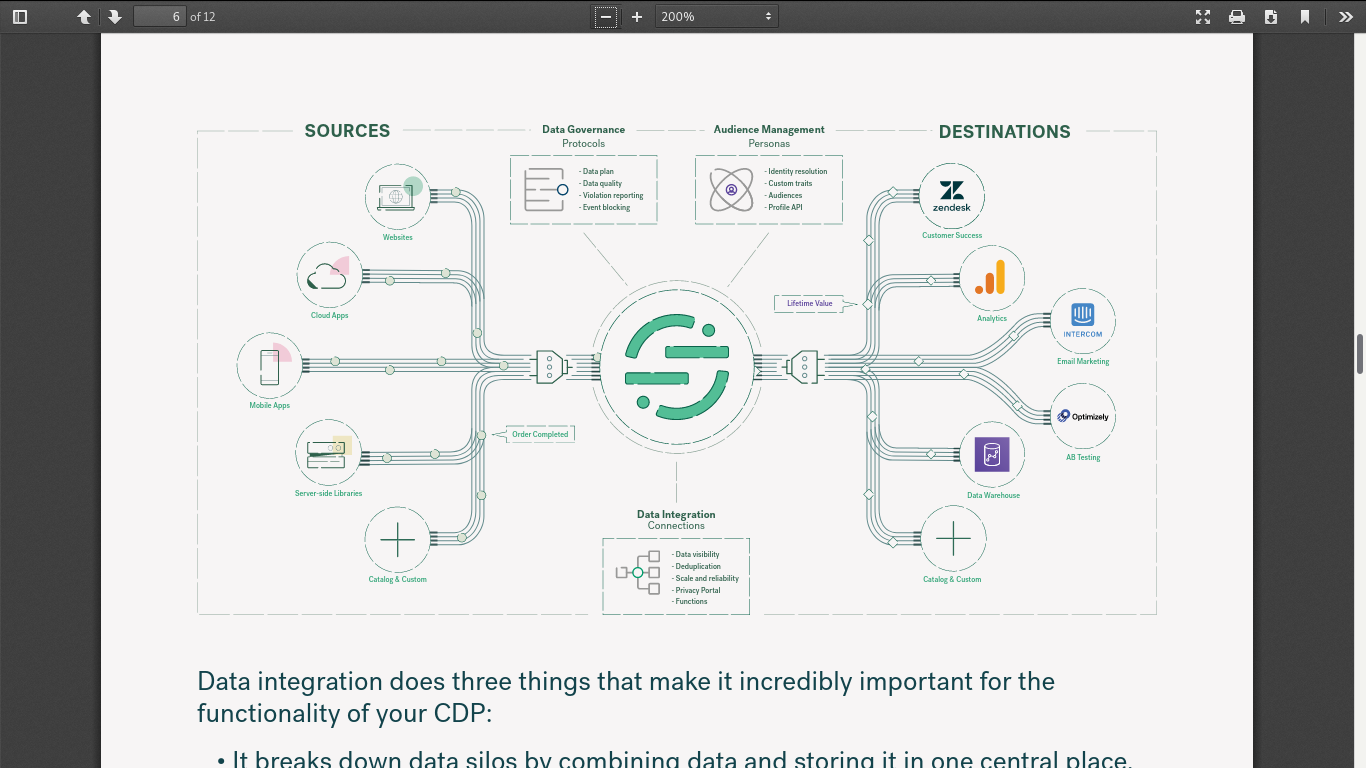 6 of 12
200%
SOURCES
Data Governance
Protocols
- Data plan
- Data quality
- Violation reporting
- Event blocking
Audience Management
Personas
- Identity resolution
- Custom traits
- Audiences
- Profile API
DESTINATIONS
Websites
Cloud Apps
Mobile Apps
Server-side Libraries
Catalog & Custom
Order Completed
Lifetime Value
zendesk
Customer Success
Analytics
INTERCOM
Email Marketing
Optimizely
AB Testing
Data Warehouse
Catalog & Custom
Data Integration
Connections
- Data visibility
- Deduplication
- Scale and reliability
- Privacy Portal
- Functions
Data integration does three things that make it incredibly important for the
functionality of your CDP:
• It breaks down data silos by combining data and storing it in one central place.